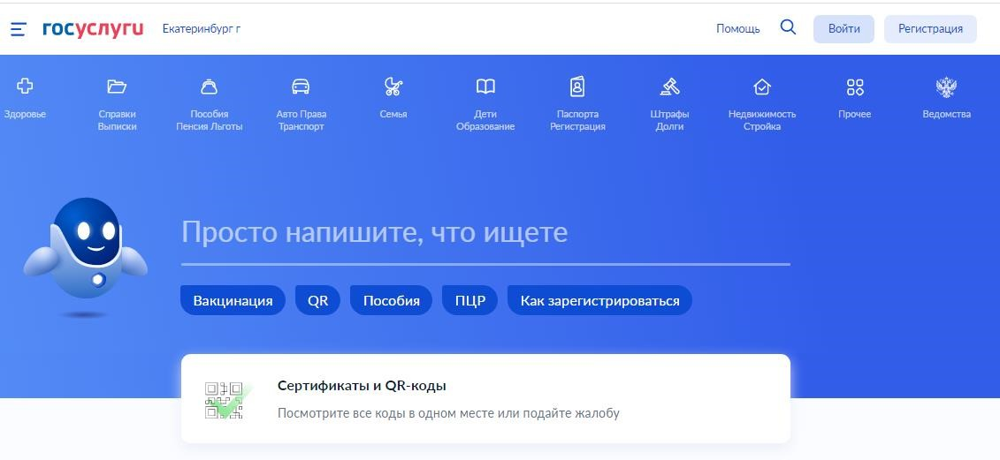 госуслуги Екатеринбург г Помощь Войти Регистрация
Здоровье Справки Пособия Авто Права Семья Дети Паспорта Штрафы Недвижимость Прочее Ведомства
Выписки Пенсия Льготы Транспорт Образование Регистрация Долги Стройка
Просто напишите, что ищете
Вакцинация QR Пособия ПЦР Как зарегистрироваться
Сертификаты и QR-коды
Посмотрите все коды в одном месте или подайте жалобу